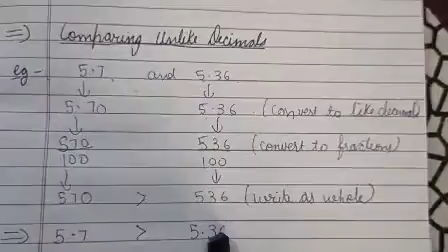 => Comparing Unlike Decimals
eg - 5.7 and 5.36
↓ ↓
5.70 5.36 (convert to like decimal)
↓ ↓
570/100 536/100 (convert to fractions)
↓ ↓
570 > 536 (write as whole)
=> 5.7 > 5.36